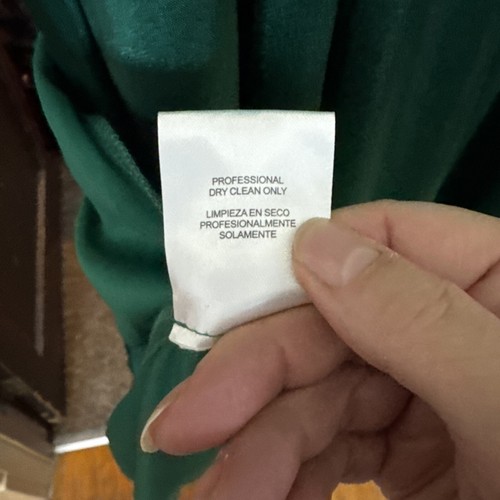 PROFESSIONAL
DRY CLEAN ONLY
LIMPIEZA EN SECO
PROFESIONALMENTE
SOLAMENTE